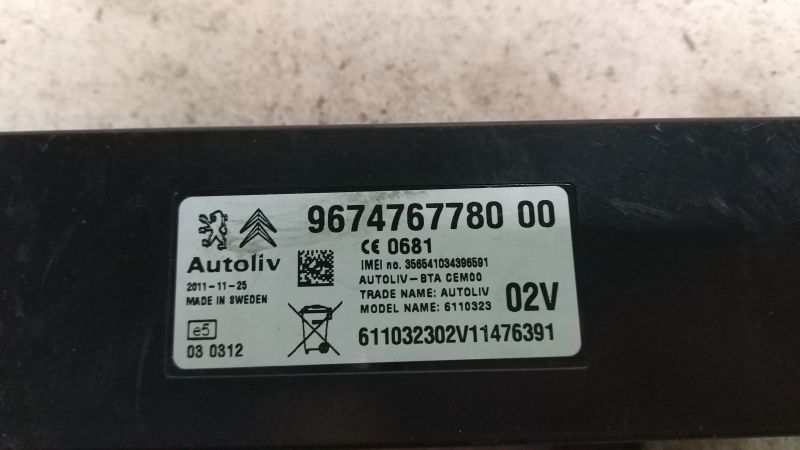 9674767780 00
CE 0681
Autoliv
IMEI no. 356541034396591
2011-11-25
AUTOLIV-BTA CEM00
MADE IN SWEDEN
TRADE NAME: AUTOLIV
MODEL NAME: 6110323
02V
e5
03 0312
611032302V11476391